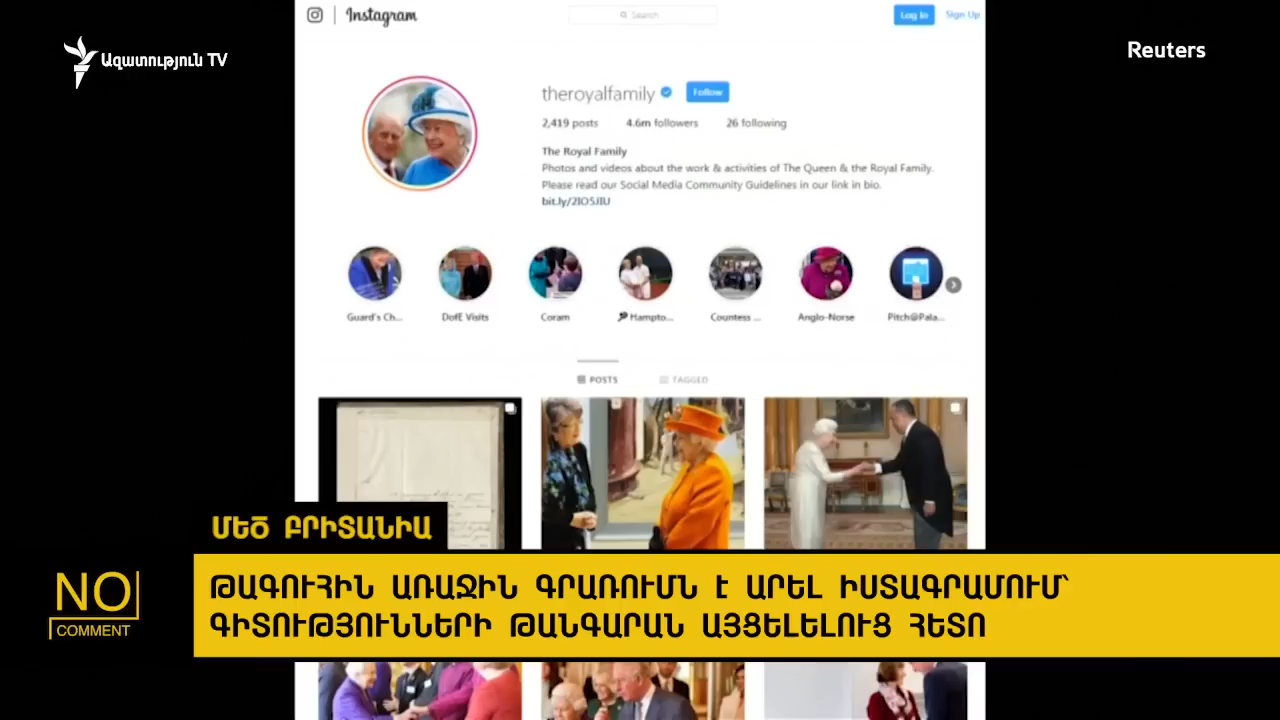 Instagram
Search
Log In
Sign Up
Ազատություն TV
Reuters
theroyalfamily
Follow
2,419 posts 4.6m followers 26 following
The Royal Family
Photos and videos about the work & activities of The Queen & the Royal Family.
Please read our Social Media Community Guidelines in our link in bio.
bit.ly/2IO5JIU
Guard's Ch... DofE Visits Coram Hampto... Countess ... Anglo-Norse Pitch@Pala...
POSTS TAGGED
ՄԵԾ ԲՐԻՏԱՆԻԱ
NO
COMMENT
ԹԱԳՈՒՀԻՆ ԱՌԱՋԻՆ ԳՐԱՌՈՒՄՆ Է ԱՐԵԼ ԻՍՏԱԳՐԱՄՈՒՄ՝
ԳԻՏՈՒԹՅՈՒՆՆԵՐԻ ԹԱՆԳԱՐԱՆ ԱՅՑԵԼԵԼՈՒՑ ՀԵՏՈ